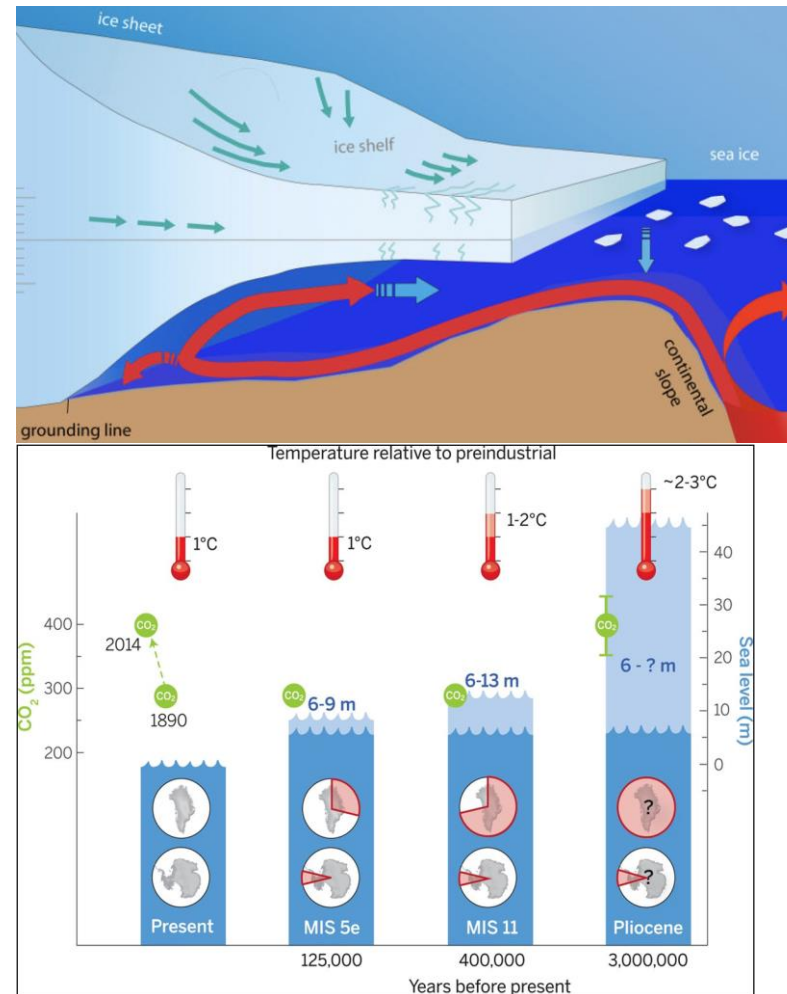 ice sheet
ice shelf
sea ice
continental
slope
grounding line
Temperature relative to preindustrial
1°C
1°C
1-2°C
~2-3°C
CO₂ (ppm)
400
300
200
2014
CO₂
CO₂
1890
CO₂
6-9 m
CO₂
6-13 m
CO₂
6 - ? m
40
30
20
10
0
Sea level (m)
?
?
Present
MIS 5e
MIS 11
Pliocene
125,000
400,000
3,000,000
Years before present